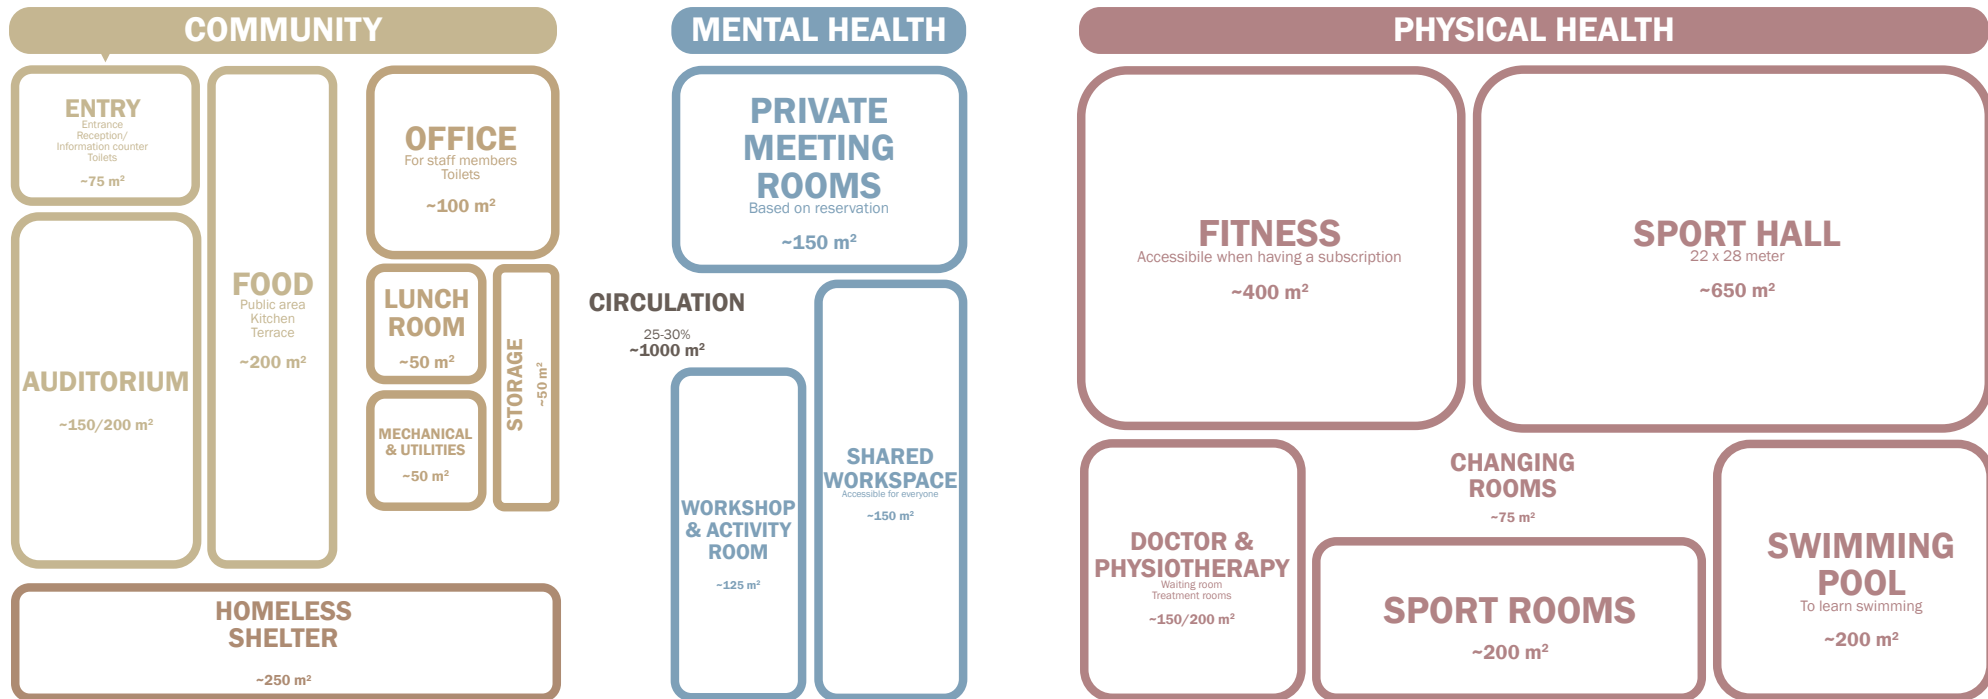 COMMUNITY
ENTRY
Entrance
Reception/
Information counter
Toilets
~75 m²
AUDITORIUM
~150/200 m²
FOOD
Public area
Kitchen
Terrace
~200 m²
OFFICE
For staff members
Toilets
~100 m²
LUNCH
ROOM
~50 m²
MECHANICAL
& UTILITIES
~50 m²
STORAGE
~50 m²
HOMELESS
SHELTER
~250 m²
MENTAL HEALTH
PRIVATE
MEETING
ROOMS
Based on reservation
~150 m²
CIRCULATION
25-30%
~1000 m²
WORKSHOP
& ACTIVITY
ROOM
~125 m²
SHARED
WORKSPACE
Accessible for everyone
~150 m²
PHYSICAL HEALTH
FITNESS
Accessibile when having a subscription
~400 m²
SPORT HALL
22 x 28 meter
~650 m²
DOCTOR &
PHYSIOTHERAPY
Waiting room
Treatment rooms
~150/200 m²
CHANGING
ROOMS
~75 m²
SPORT ROOMS
~200 m²
SWIMMING
POOL
To learn swimming
~200 m²